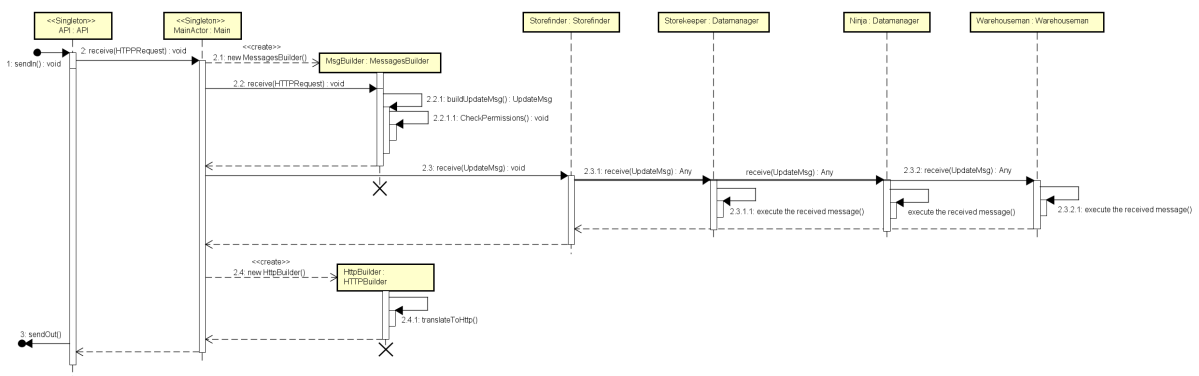 <<Singleton>>
API : API
<<Singleton>>
MainActor : Main
Storefinder : Storefinder
Storekeeper : Datamanager
Ninja : Datamanager
Warehouseman : Warehouseman
1: sendIn() : void
2: receive(HTPPRequest) : void
<<create>>
2.1: new MessagesBuilder()
MsgBuilder : MessagesBuilder
2.2: receive(HTTPRequest) : void
2.2.1: buildUpdateMsg() : UpdateMsg
2.2.1.1: CheckPermissions() : void
2.3: receive(UpdateMsg) : void
2.3.1: receive(UpdateMsg) : Any
receive(UpdateMsg) : Any
2.3.2: receive(UpdateMsg) : Any
2.3.1.1: execute the received message()
execute the received message()
2.3.2.1: execute the received message()
<<create>>
2.4: new HttpBuilder()
HttpBuilder :
HTTPBuilder
2.4.1: translateToHttp()
3: sendOut()